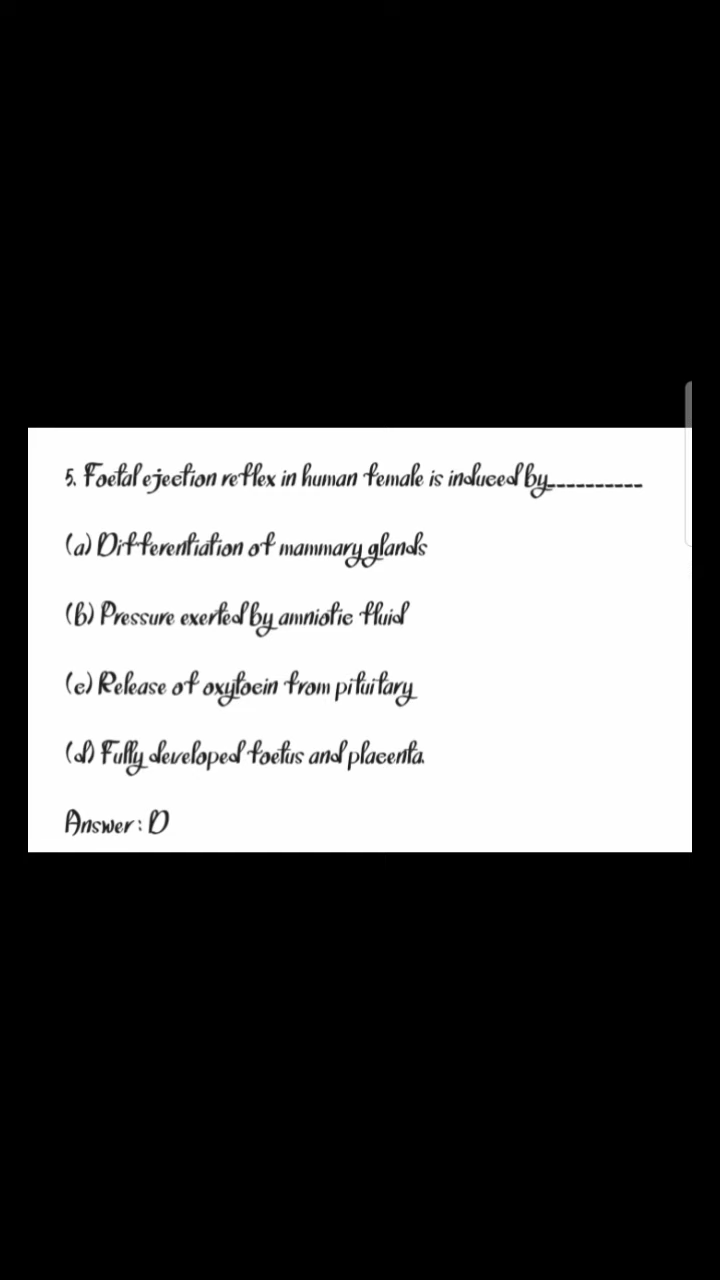 5. Foetal ejection reflex in human female is induced by----------
(a) Differentiation of mammary glands
(b) Pressure exerted by amniotic fluid
(c) Release of oxytocin from pituitary
(d) Fully developed foetus and placenta.
Answer: D